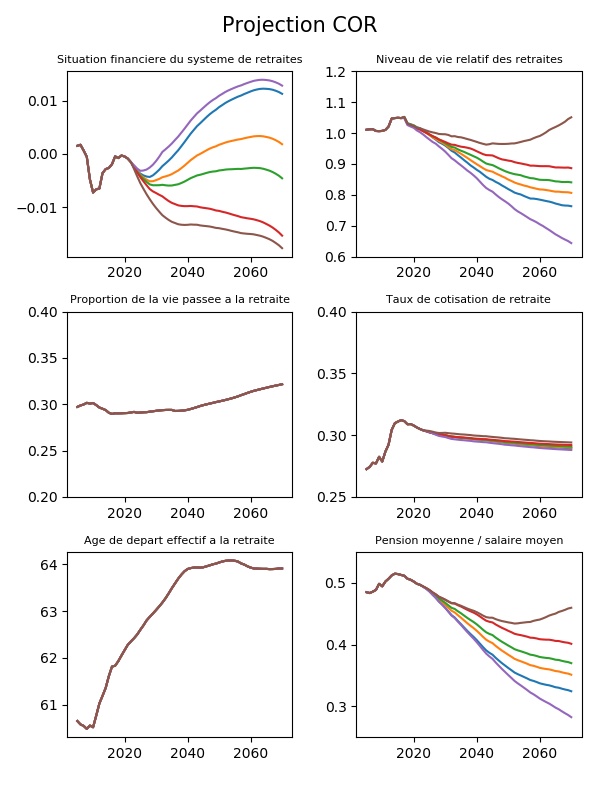 Projection COR
Situation financiere du systeme de retraites
0.01
0.00
−0.01
2020 2040 2060
Niveau de vie relatif des retraites
1.2
1.1
1.0
0.9
0.8
0.7
0.6
2020 2040 2060
Proportion de la vie passee a la retraite
0.40
0.35
0.30
0.25
0.20
2020 2040 2060
Taux de cotisation de retraite
0.40
0.35
0.30
0.25
2020 2040 2060
Age de depart effectif a la retraite
64
63
62
61
2020 2040 2060
Pension moyenne / salaire moyen
0.5
0.4
0.3
2020 2040 2060